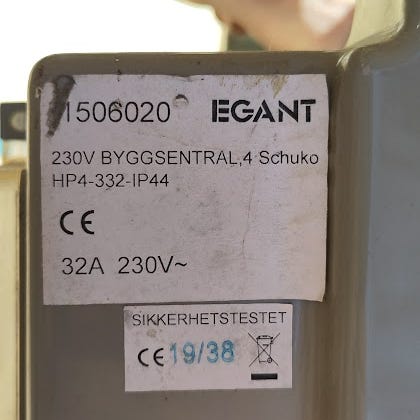 1506020 EGANT
230V BYGGSENTRAL,4 Schuko
HP4-332-IP44
CE
32A 230V~
SIKKERHETSTESTET
CE 19/38